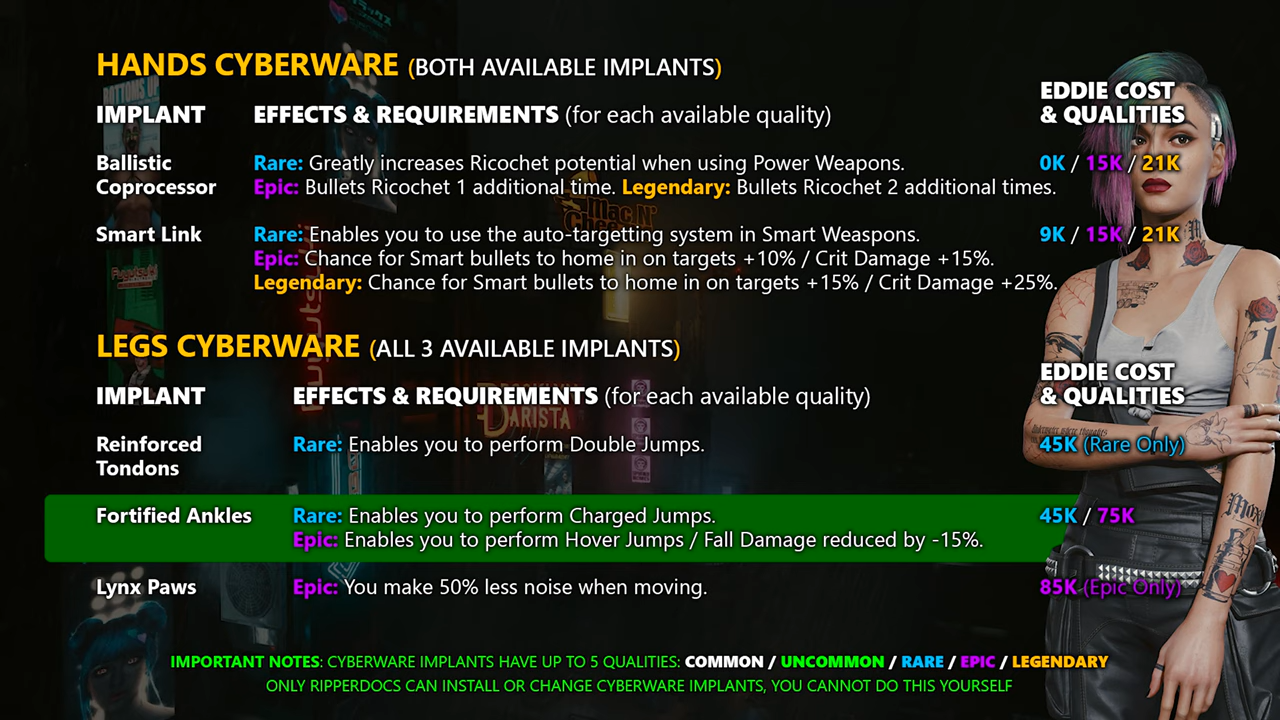 HANDS CYBERWARE (BOTH AVAILABLE IMPLANTS)
IMPLANT EFFECTS & REQUIREMENTS (for each available quality) EDDIE COST & QUALITIES
Ballistic Coprocessor
Rare: Greatly increases Ricochet potential when using Power Weapons.
Epic: Bullets Ricochet 1 additional time. Legendary: Bullets Ricochet 2 additional times.
0K / 15K / 21K
Smart Link
Rare: Enables you to use the auto-targetting system in Smart Weaspons.
Epic: Chance for Smart bullets to home in on targets +10% / Crit Damage +15%.
Legendary: Chance for Smart bullets to home in on targets +15% / Crit Damage +25%.
9K / 15K / 21K
LEGS CYBERWARE (ALL 3 AVAILABLE IMPLANTS)
IMPLANT EFFECTS & REQUIREMENTS (for each available quality) EDDIE COST & QUALITIES
Reinforced Tondons
Rare: Enables you to perform Double Jumps.
45K (Rare Only)
Fortified Ankles
Rare: Enables you to perform Charged Jumps.
Epic: Enables you to perform Hover Jumps / Fall Damage reduced by -15%.
45K / 75K
Lynx Paws
Epic: You make 50% less noise when moving.
85K (Epic Only)
IMPORTANT NOTES: CYBERWARE IMPLANTS HAVE UP TO 5 QUALITIES: COMMON / UNCOMMON / RARE / EPIC / LEGENDARY
ONLY RIPPERDOCS CAN INSTALL OR CHANGE CYBERWARE IMPLANTS, YOU CANNOT DO THIS YOURSELF
BOTTOMS UP
Mac N' Cheese
DARISTA